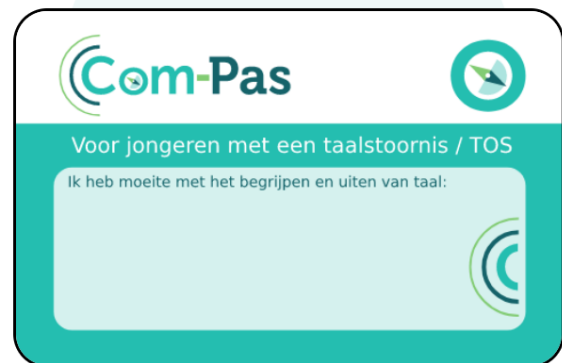 Com-Pas
Voor jongeren met een taalstoornis / TOS
Ik heb moeite met het begrijpen en uiten van taal: